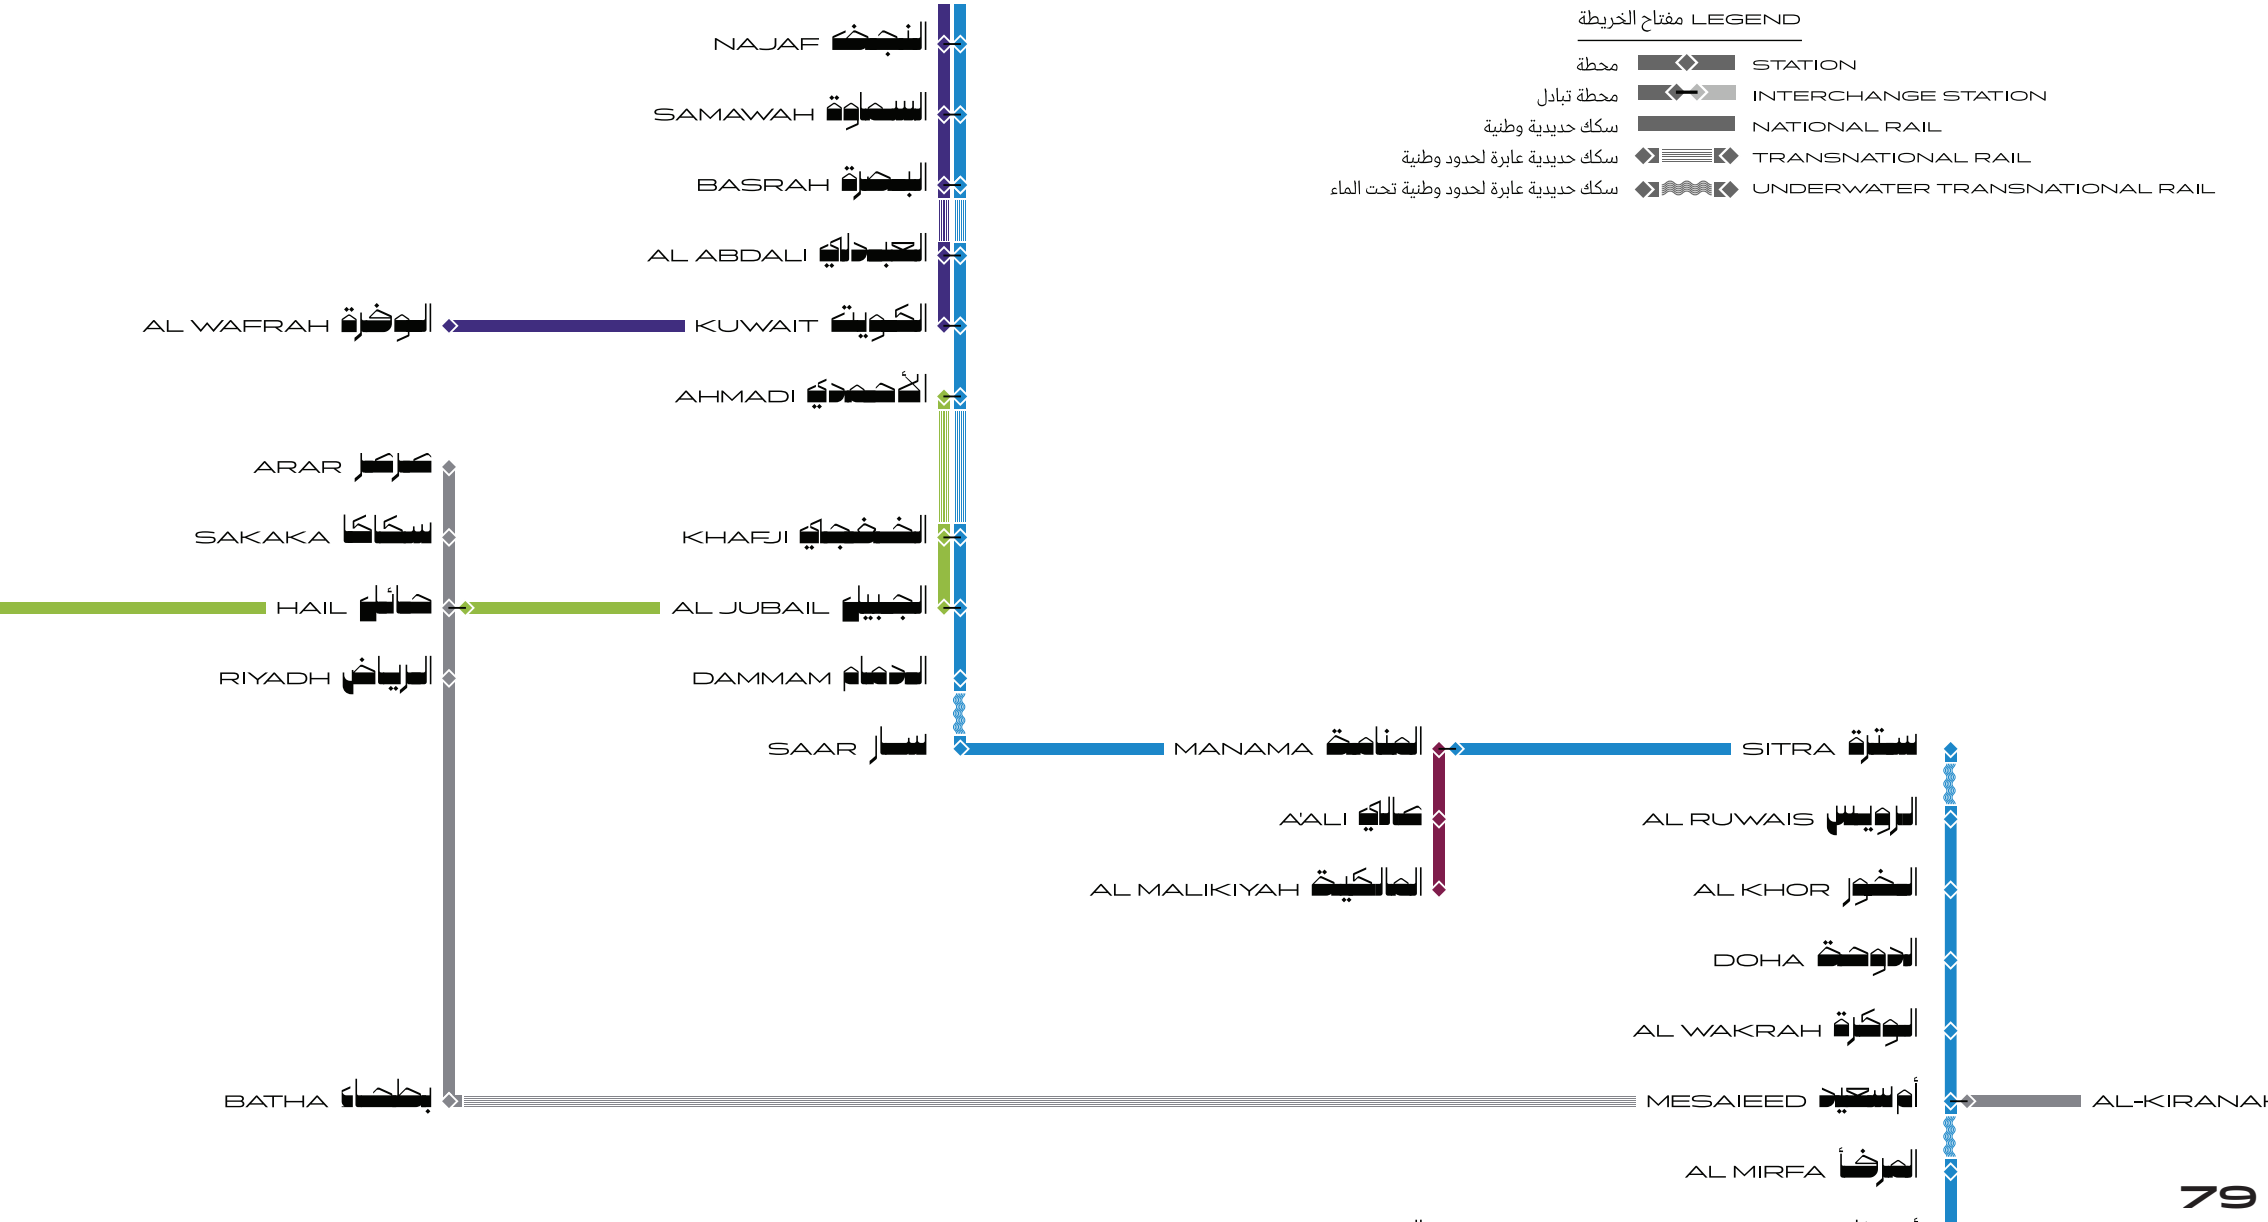 مفتاح الخريطة LEGEND
محطة STATION
محطة تبادل INTERCHANGE STATION
سكك حديدية وطنية NATIONAL RAIL
سكك حديدية عابرة لحدود وطنية TRANSNATIONAL RAIL
سكك حديدية عابرة لحدود وطنية تحت الماء UNDERWATER TRANSNATIONAL RAIL
NAJAF النجف
SAMAWAH السماوة
BASRAH البصرة
AL ABDALI العبدلي
AL WAFRAH الوفرة
KUWAIT الكويت
AHMADI الأحمدي
ARAR عرعر
SAKAKA سكاكا
KHAFJI الخفجي
HAIL حائل
AL JUBAIL الجبيل
RIYADH الرياض
DAMMAM الدمام
SAAR سار
MANAMA المنامة
SITRA سترة
A'ALI عالي
AL RUWAIS الرويس
AL MALIKIYAH المالكية
AL KHOR الخور
DOHA الدوحة
AL WAKRAH الوكرة
BATHA بطحاء
MESAIEED أم سعيد
AL-KIRANAH
AL MIRFA المرفأ
79